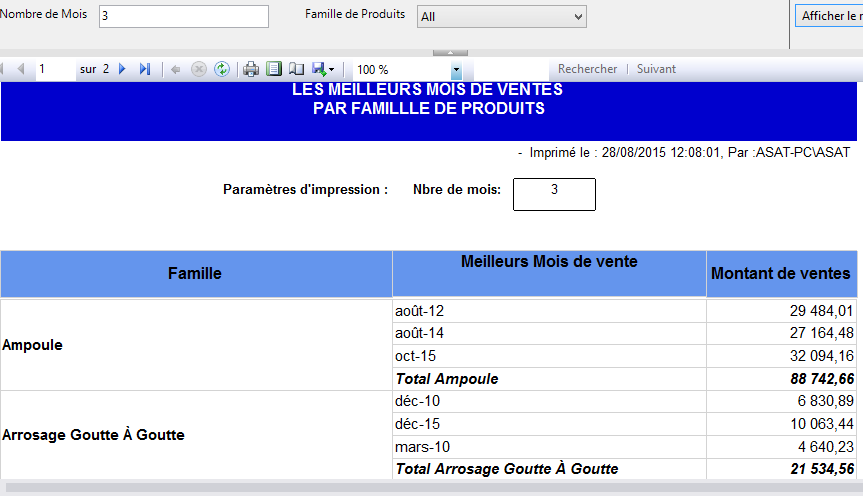 Nombre de Mois 3 Famille de Produits All Afficher le r
1 sur 2 100 % Rechercher | Suivant
LES MEILLEURS MOIS DE VENTES
PAR FAMILLLE DE PRODUITS
- Imprimé le : 28/08/2015 12:08:01, Par :ASAT-PC\ASAT
Paramètres d'impression : Nbre de mois: 3
Famille Meilleurs Mois de vente Montant de ventes
août-12 29 484,01
août-14 27 164,48
Ampoule
oct-15 32 094,16
Total Ampoule 88 742,66
déc-10 6 830,89
déc-15 10 063,44
Arrosage Goutte À Goutte
mars-10 4 640,23
Total Arrosage Goutte À Goutte 21 534,56